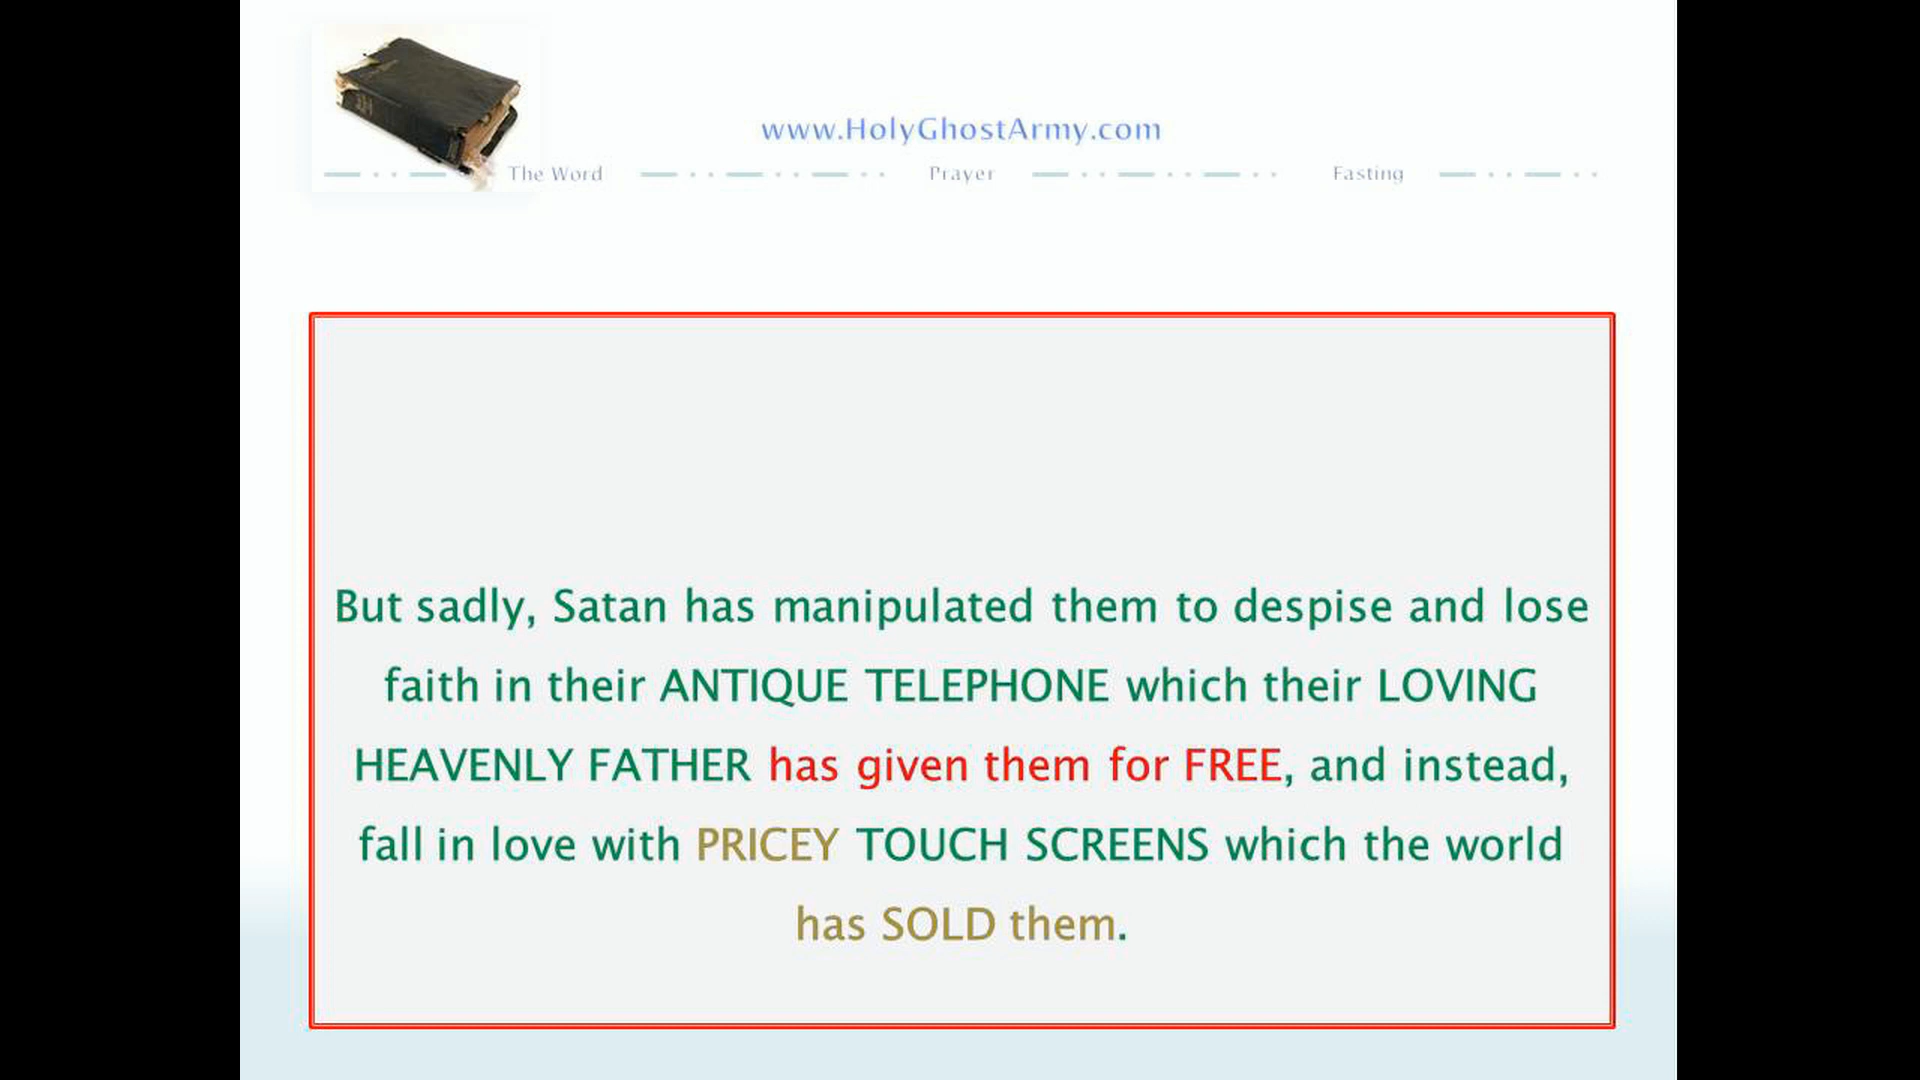 www.HolyGhostArmy.com
The Word Prayer Fasting
But sadly, Satan has manipulated them to despise and lose
faith in their ANTIQUE TELEPHONE which their LOVING
HEAVENLY FATHER has given them for FREE, and instead,
fall in love with PRICEY TOUCH SCREENS which the world
has SOLD them.